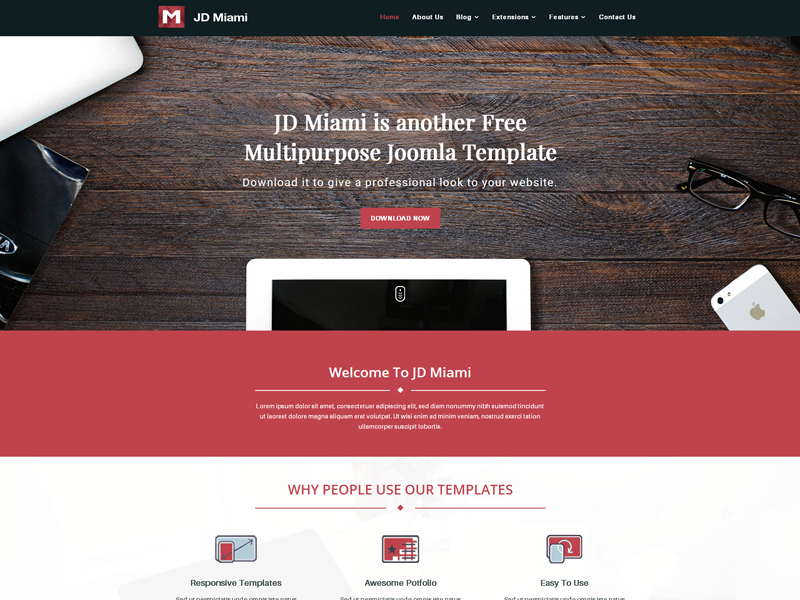 M JD Miami Home About Us Blog Extensions Features Contact Us
JD Miami is another Free
Multipurpose Joomla Template
Download it to give a professional look to your website.
DOWNLOAD NOW
Welcome To JD Miami
Lorem ipsum dolor sit amet, consectetuer adipiscing elit, sed diam nonummy nibh euismod tincidunt
ut laoreet dolore magna aliquam erat volutpat. Ut wisi enim ad minim veniam, nostrud exerci tation
ullamcorper suscipit lobortis.
WHY PEOPLE USE OUR TEMPLATES
Responsive Templates Awesome Potfolio Easy To Use